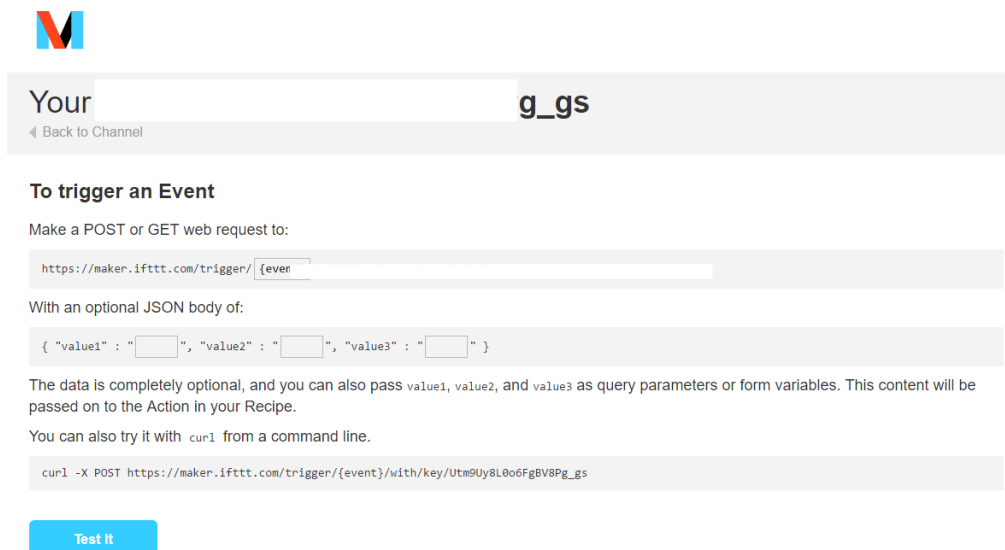 Your g_gs
Back to Channel
To trigger an Event
Make a POST or GET web request to:
https://maker.ifttt.com/trigger/ {even
With an optional JSON body of:
{ "value1" : "", "value2" : "", "value3" : "" }
The data is completely optional, and you can also pass value1, value2, and value3 as query parameters or form variables. This content will be
passed on to the Action in your Recipe.
You can also try it with curl from a command line.
curl -X POST https://maker.ifttt.com/trigger/{event}/with/key/Utm9Uy8L0o6FgBV8Pg_gs
Test It